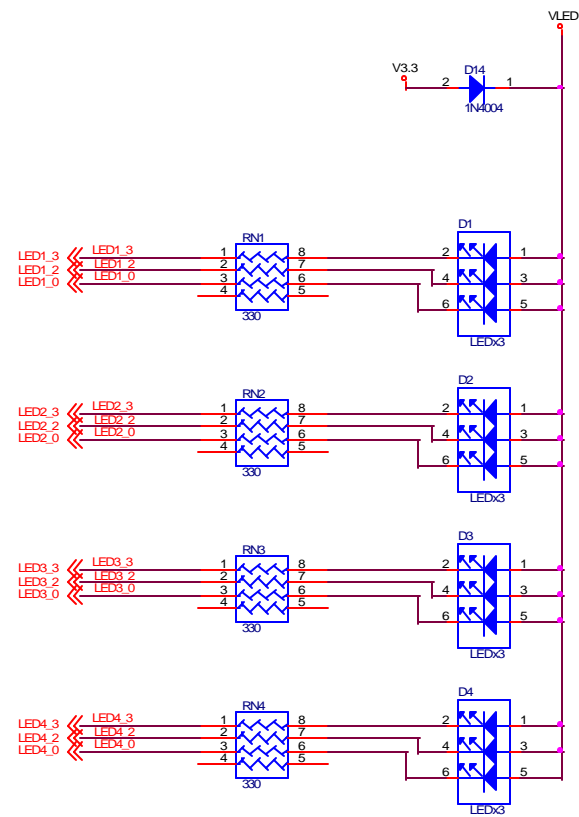 VLED
V3.3
D14
2 1
1N4004
RN1 D1
LED1_3 LED1_3 1 8 2 1
LED1_2 LED1_2 2 7
LED1_0 LED1_0 3 6 4 3
4 5
6 5
330
LEDx3
RN2 D2
LED2_3 LED2_3 1 8 2 1
LED2_2 LED2_2 2 7
LED2_0 LED2_0 3 6 4 3
4 5
6 5
330
LEDx3
RN3 D3
LED3_3 LED3_3 1 8 2 1
LED3_2 LED3_2 2 7
LED3_0 LED3_0 3 6 4 3
4 5
6 5
330
LEDx3
RN4 D4
LED4_3 LED4_3 1 8 2 1
LED4_2 LED4_2 2 7
LED4_0 LED4_0 3 6 4 3
4 5
6 5
330
LEDx3